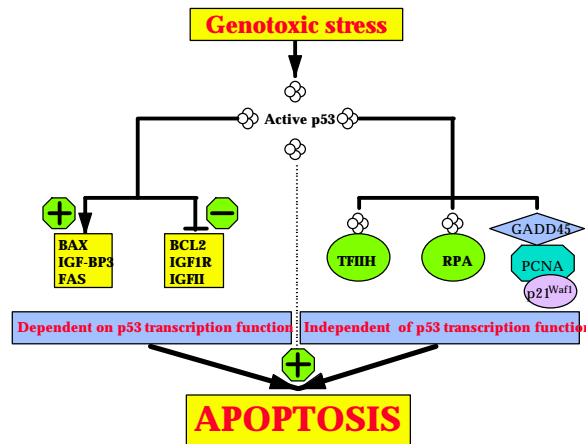 Genotoxic stress
Active p53
+
−
BAX
IGF-BP3
FAS
BCL2
IGF1R
IGFII
TFIIH
RPA
GADD45
PCNA
p21Waf1
Dependent on p53 transcription function
Independent of p53 transcription function
+
APOPTOSIS